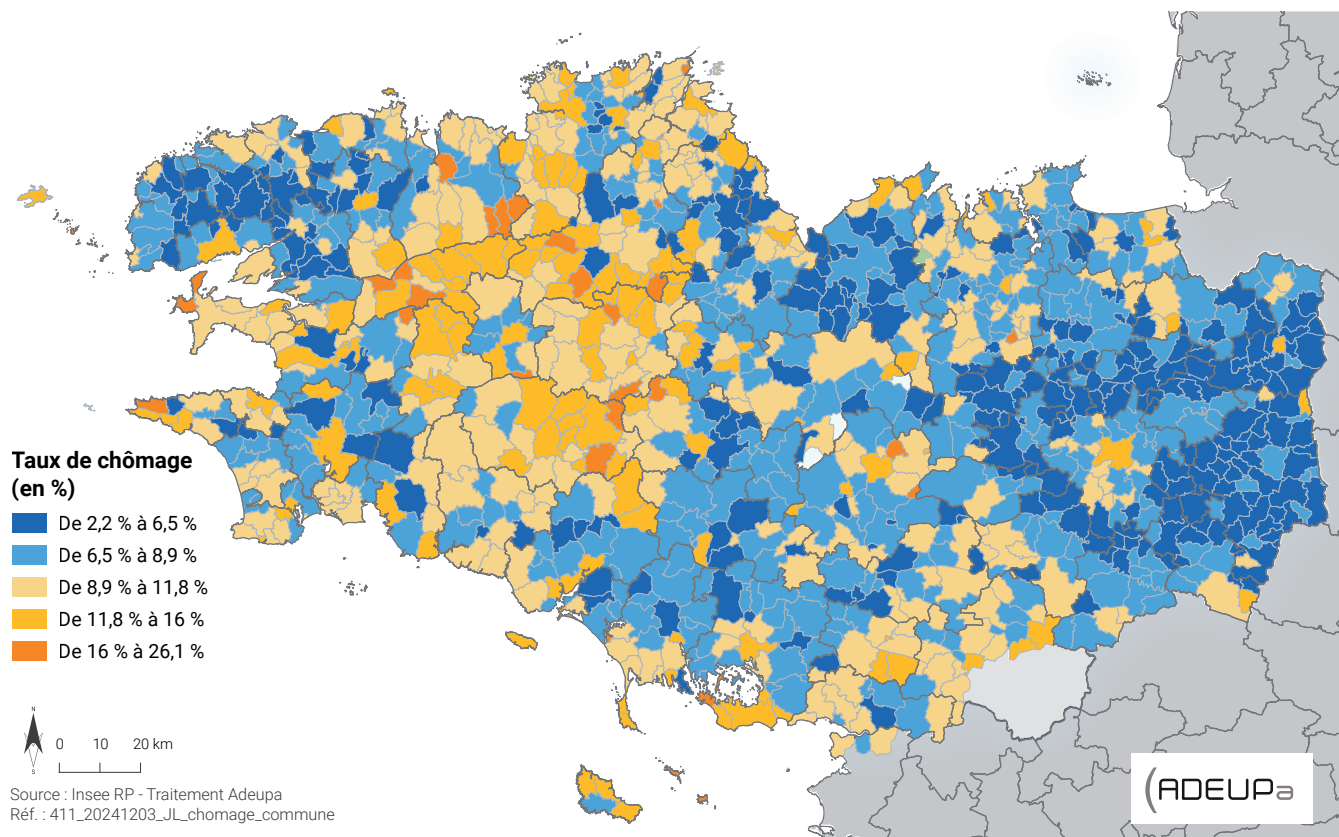 Taux de chômage
(en %)
De 2,2 % à 6,5 %
De 6,5 % à 8,9 %
De 8,9 % à 11,8 %
De 11,8 % à 16 %
De 16 % à 26,1 %
N
S
0 10 20 km
Source : Insee RP - Traitement Adeupa
Réf. : 411_20241203_JL_chomage_commune
(ADEUPa